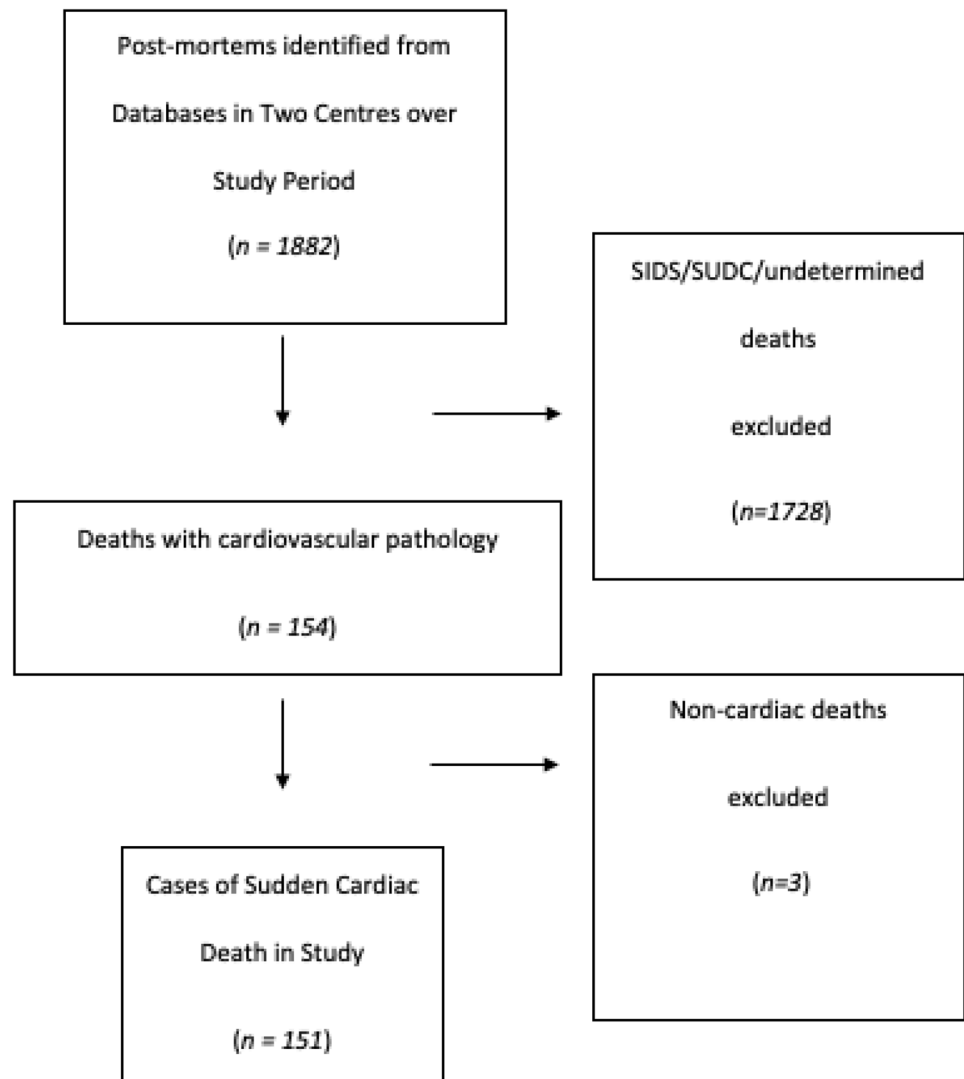 Post-mortems identified from
Databases in Two Centres over
Study Period
(n = 1882)
SIDS/SUDC/undetermined
deaths
excluded
(n=1728)
Deaths with cardiovascular pathology
(n = 154)
Non-cardiac deaths
excluded
(n=3)
Cases of Sudden Cardiac
Death in Study
(n = 151)